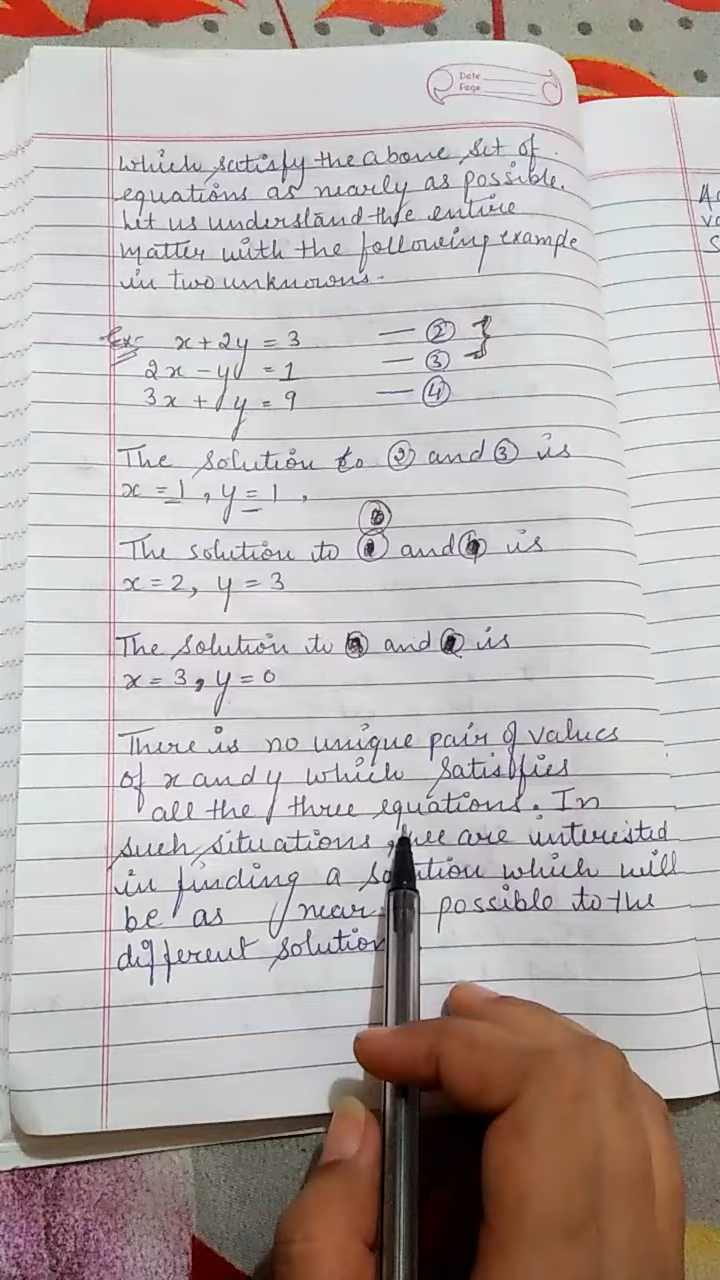 Date
Page
which satisfy the above set of
equations as nearly as possible.
Let us understand the entire
matter with the following example
in two unknowns.
Ex:- x + 2y = 3 — ②
2x - y = 1 — ③
3x + y = 9 — ④
The solution to ② and ③ is
x = 1, y = 1,
The solution to and is
x = 2, y = 3
The solution to and is
x = 3, y = 0
There is no unique pair of values
of x and y which satisfies
all the three equations. In
such situations, we are interested
in finding a solution which will
be as near possible to the
different solution